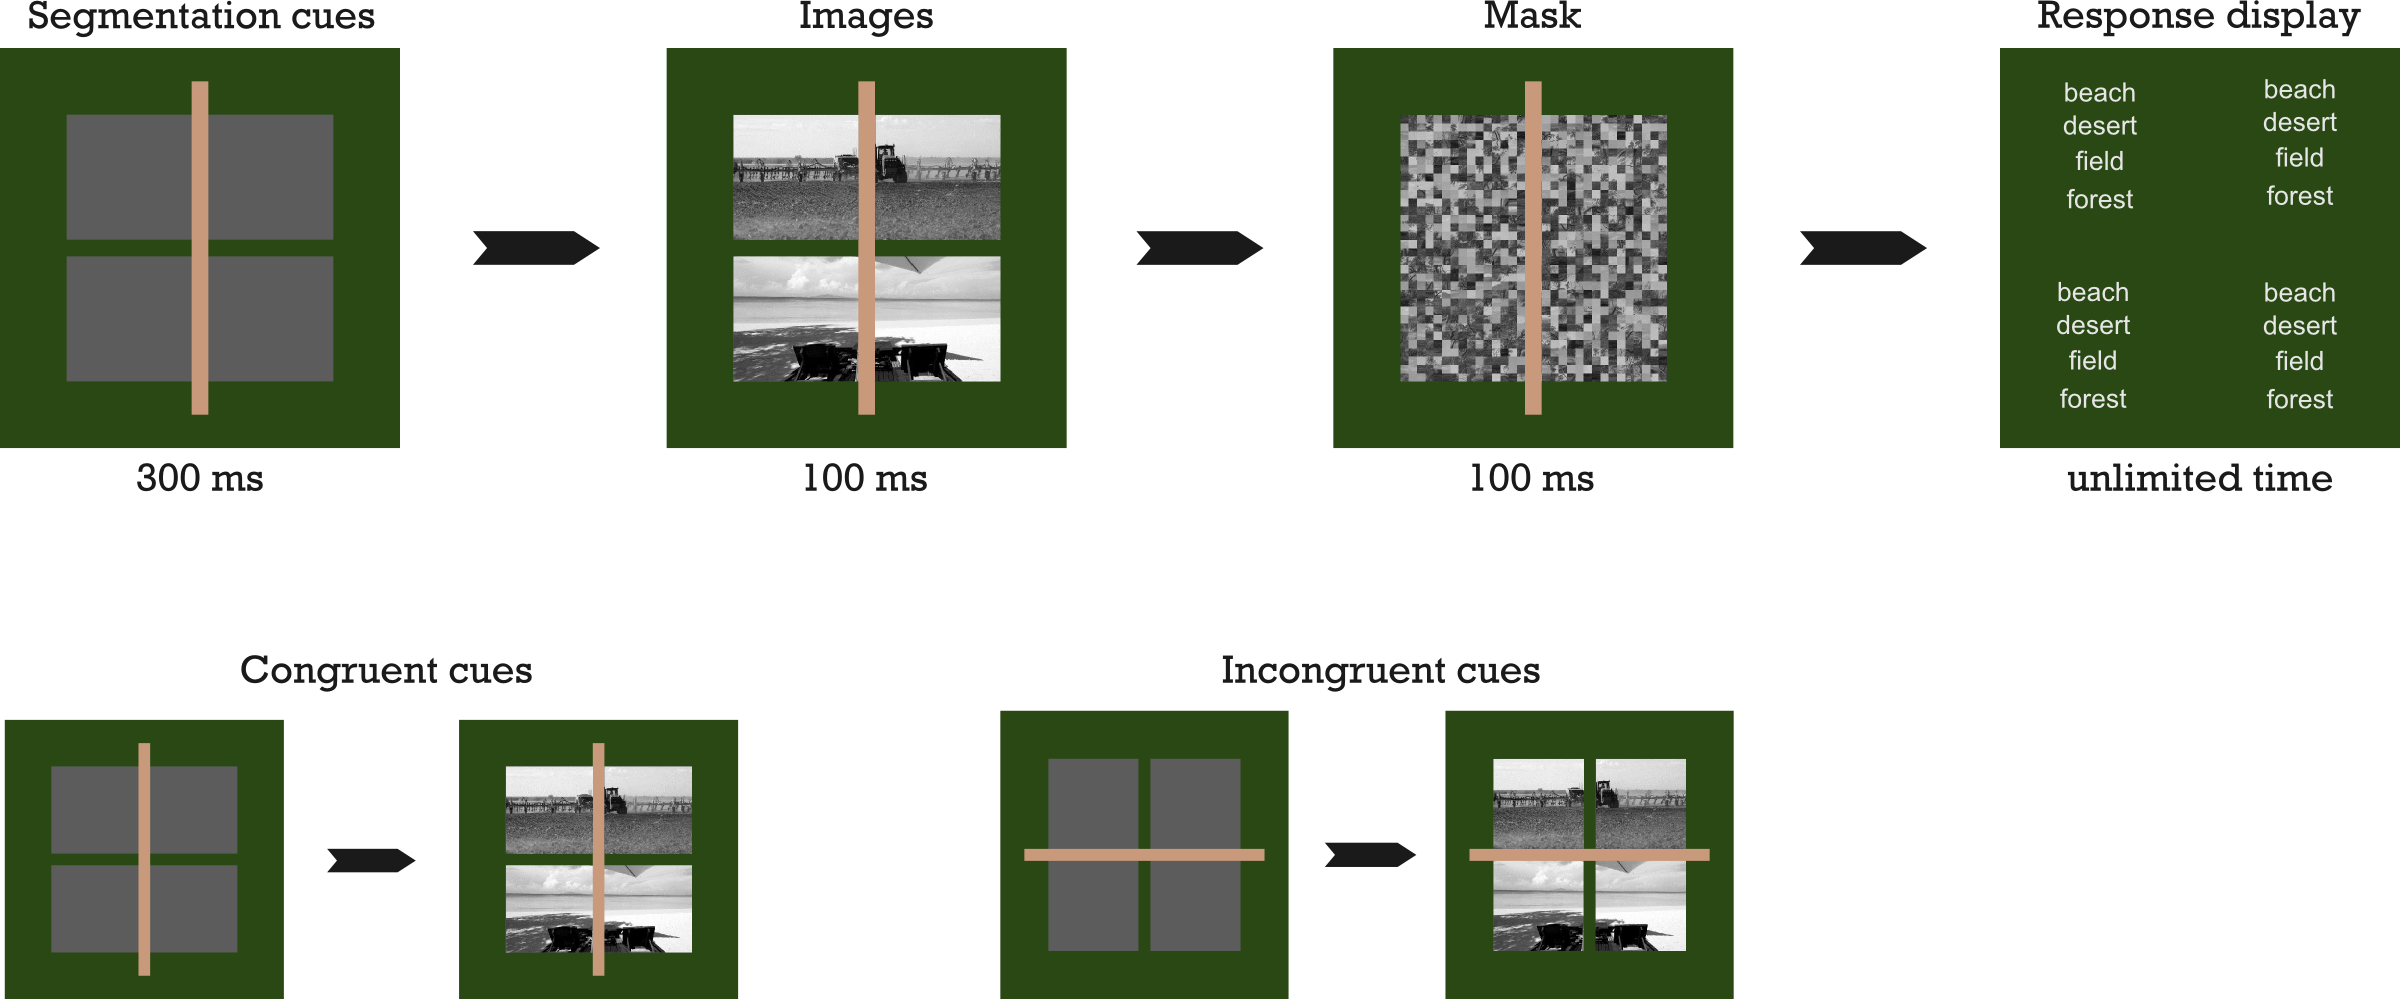 Segmentation cues
Images
Mask
Response display
beach
desert
field
forest
beach
desert
field
forest
beach
desert
field
forest
beach
desert
field
forest
300 ms
100 ms
100 ms
unlimited time
Congruent cues
Incongruent cues